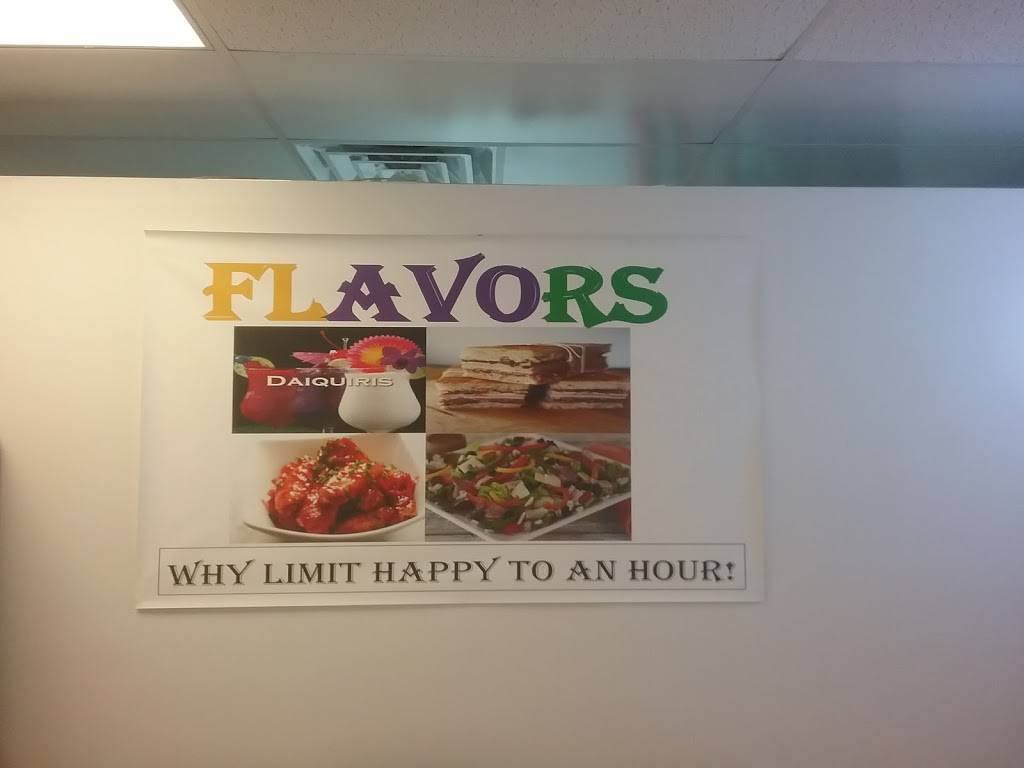 FLAVORS
DAIQUIRIS
WHY LIMIT HAPPY TO AN HOUR!